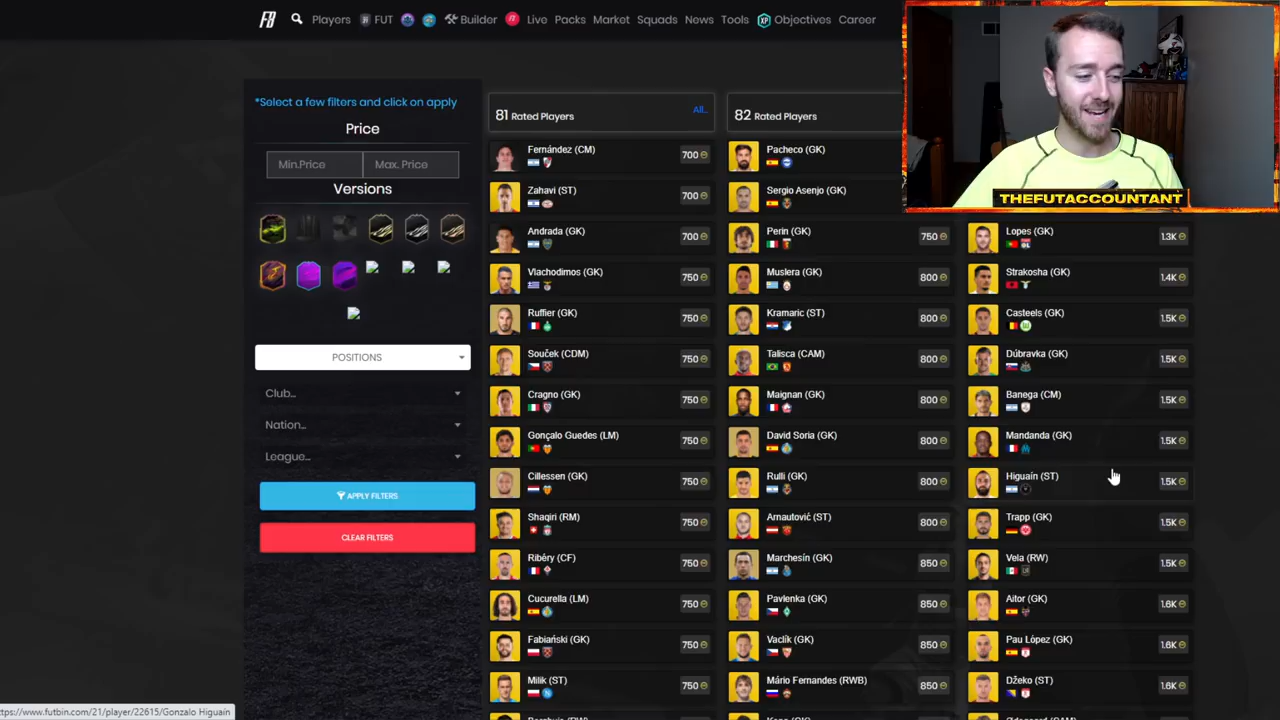 FB Players FUT Builder Live Packs Market Squads News Tools XP Objectives Career
THEFUTACCOUNTANT
*Select a few filters and click on apply
Price
Min.Price Max. Price
Versions
POSITIONS
Club...
Nation...
League...
APPLY FILTERS
CLEAR FILTERS
81 Rated Players All..
Fernández (CM) 700
Zahavi (ST) 700
Andrada (GK) 700
Vlachodimos (GK) 750
Ruffier (GK) 750
Souček (CDM) 750
Cragno (GK) 750
Gonçalo Guedes (LM) 750
Cillessen (GK) 750
Shaqiri (RM) 750
Ribéry (CF) 750
Cucurella (LM) 750
Fabiański (GK) 750
Milik (ST) 750
82 Rated Players
Pacheco (GK)
Sergio Asenjo (GK)
Perin (GK) 750
Muslera (GK) 800
Kramaric (ST) 800
Talisca (CAM) 800
Maignan (GK) 800
David Soria (GK) 800
Rulli (GK) 800
Arnautović (ST) 800
Marchesín (GK) 850
Pavlenka (GK) 850
Vaclík (GK) 850
Mário Fernandes (RWB) 850
Lopes (GK) 1.3K
Strakosha (GK) 1.4K
Casteels (GK) 1.5K
Dúbravka (GK) 1.5K
Banega (CM) 1.5K
Mandanda (GK) 1.5K
Higuaín (ST) 1.5K
Trapp (GK) 1.5K
Vela (RW) 1.5K
Aitor (GK) 1.6K
Pau López (GK) 1.6K
Džeko (ST) 1.6K
ttps://www.futbin.com/21/player/22615/Gonzalo Higuaín